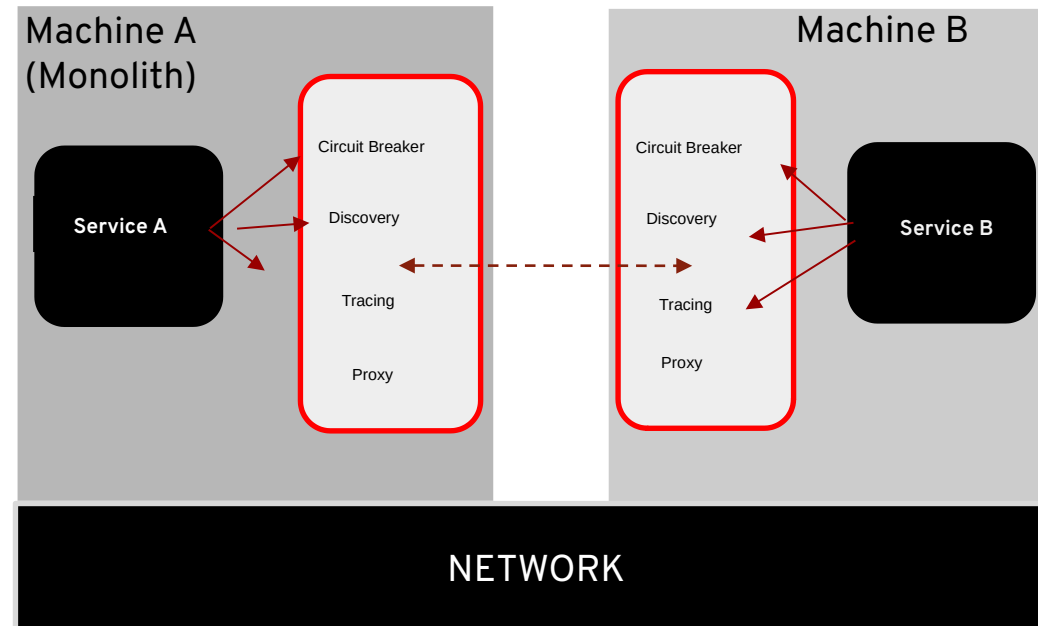 Machine A
(Monolith)
Service A
Circuit Breaker
Discovery
Tracing
Proxy
Machine B
Circuit Breaker
Discovery
Tracing
Proxy
Service B
NETWORK